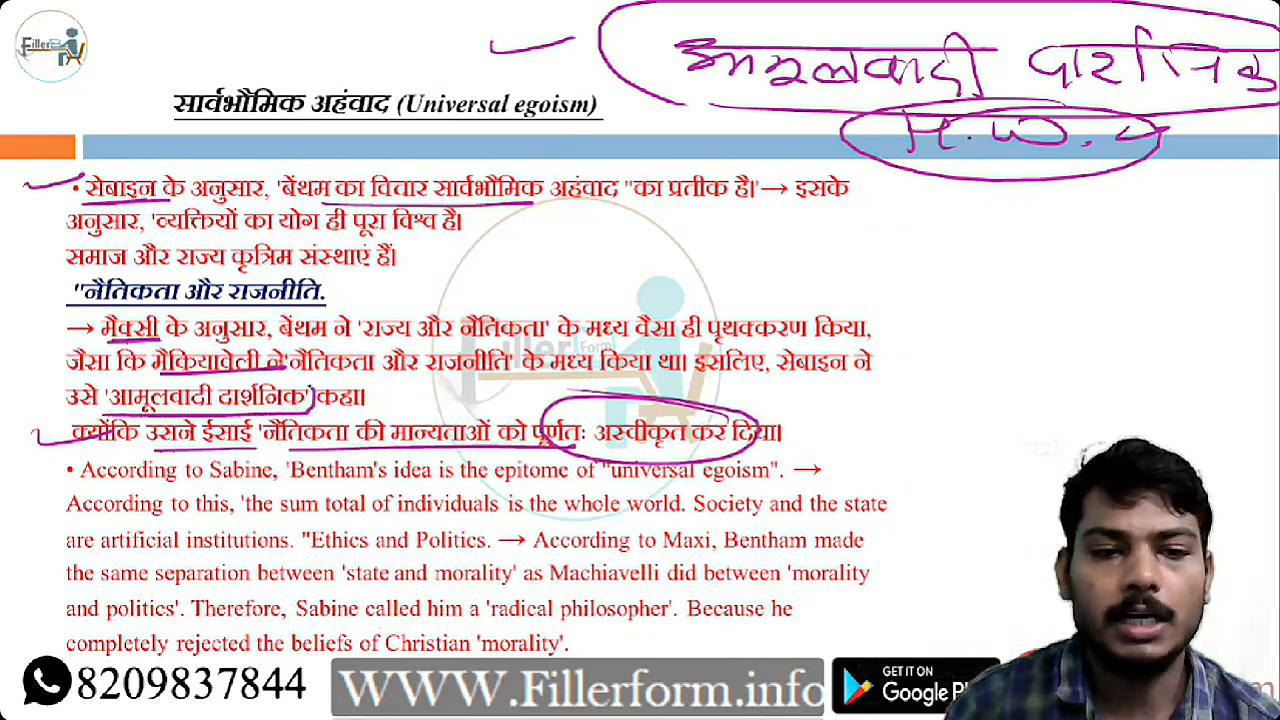 Fillerform
आमूलवादी दार्शनिक
सार्वभौमिक अहंवाद (Universal egoism)
H.W.
• सेबाइन के अनुसार, 'बेंथम का विचार सार्वभौमिक अहंवाद "का प्रतीक है।'→ इसके
अनुसार, 'व्यक्तियों का योग ही पूरा विश्व है।
समाज और राज्य कृत्रिम संस्थाएं हैं।
"नैतिकता और राजनीति.
→ मैक्सी के अनुसार, बेंथम ने 'राज्य और नैतिकता' के मध्य वैसा ही पृथक्करण किया,
जैसा कि मैकियावेली ने'नैतिकता और राजनीति' के मध्य किया था। इसलिए, सेबाइन ने
उसे 'आमूलवादी दार्शनिक' कहा।
क्योंकि उसने ईसाई 'नैतिकता की मान्यताओं को पूर्णतः अस्वीकृत कर दिया।
• According to Sabine, 'Bentham's idea is the epitome of "universal egoism". →
According to this, 'the sum total of individuals is the whole world. Society and the state
are artificial institutions. "Ethics and Politics. → According to Maxi, Bentham made
the same separation between 'state and morality' as Machiavelli did between 'morality
and politics'. Therefore, Sabine called him a 'radical philosopher'. Because he
completely rejected the beliefs of Christian 'morality'.
8209837844
WWW.Fillerform.info
GET IT ON
Google